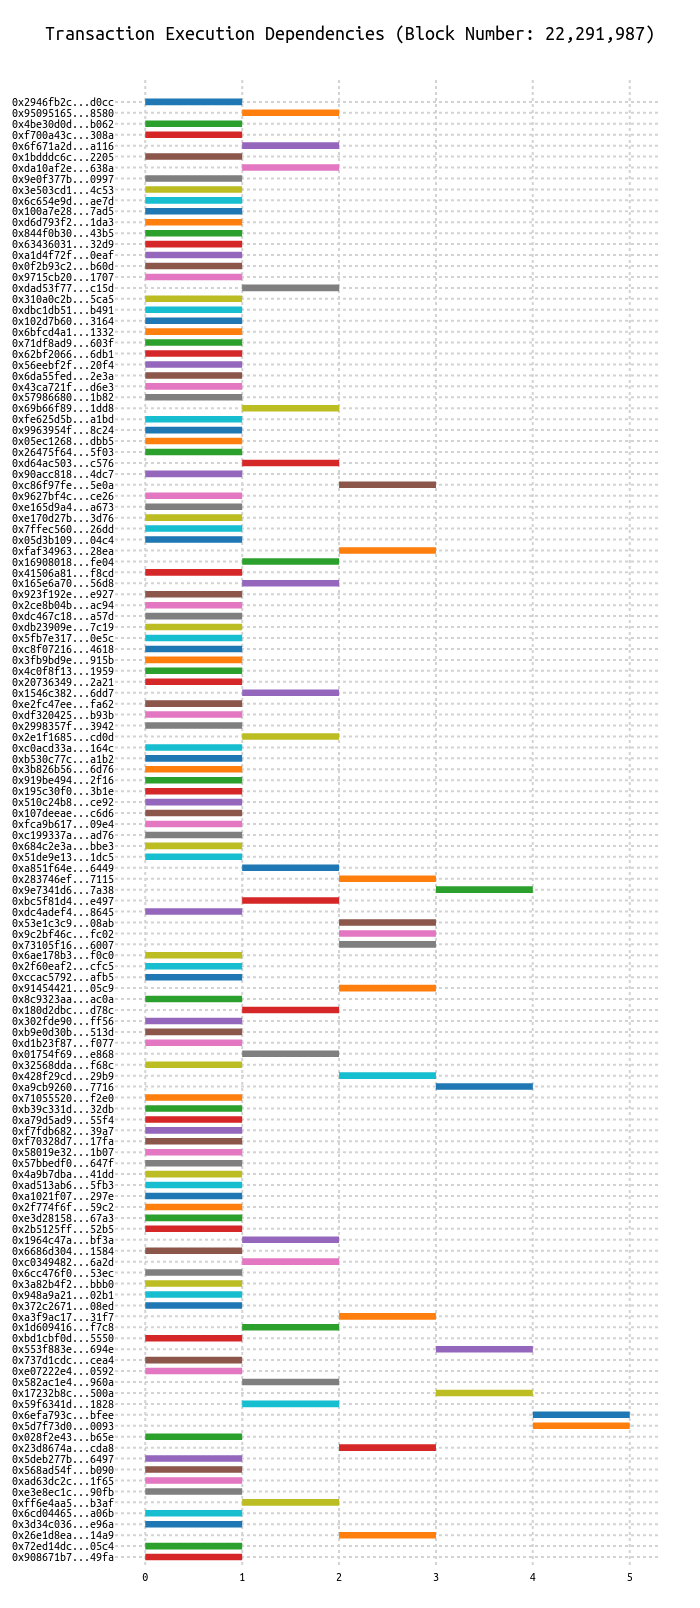 Transaction Execution Dependencies (Block Number: 22,291,987)
0x2946fb2c...d0cc
0x95095165...8580
0x4be30d0d...b062
0xf700a43c...308a
0x6f671a2d...a116
0x1bdddc6c...2205
0xda10af2e...638a
0x9e0f377b...0997
0x3e503cd1...4c53
0x6c654e9d...ae7d
0x100a7e28...7ad5
0xd6d793f2...1da3
0x844f0b30...43b5
0x63436031...32d9
0xa1d4f72f...0eaf
0x0f2b93c2...b60d
0x9715cb20...1707
0xdad53f77...c15d
0x310a0c2b...5ca5
0xdbc1db51...b491
0x102d7b60...3164
0x6bfcd4a1...1332
0x71df8ad9...603f
0x62bf2066...6db1
0x56eebf2f...20f4
0x6da55fed...2e3a
0x43ca721f...d6e3
0x57986680...1b82
0x69b66f89...1dd8
0xfe625d5b...a1bd
0x9963954f...8c24
0x05ec1268...dbb5
0x26475f64...5f03
0xd64ac503...c576
0x90acc818...4dc7
0xc86f97fe...5e0a
0x9627bf4c...ce26
0xe165d9a4...a673
0xe170d27b...3d76
0x7ffec560...26dd
0x05d3b109...04c4
0xfaf34963...28ea
0x16908018...fe04
0x41506a81...f8cd
0x165e6a70...56d8
0x923f192e...e927
0x2ce8b04b...ac94
0xdc467c18...a57d
0xdb23909e...7c19
0x5fb7e317...0e5c
0xc8f07216...4618
0x3fb9bd9e...915b
0x4c0f8f13...1959
0x20736349...2a21
0x1546c382...6dd7
0xe2fc47ee...fa62
0xdf320425...b93b
0x2998357f...3942
0x2e1f1685...cd0d
0xc0acd33a...164c
0xb530c77c...a1b2
0x3b826b56...6d76
0x919be494...2f16
0x195c30f0...3b1e
0x510c24b8...ce92
0x107deeae...c6d6
0xfca9b617...09e4
0xc199337a...ad76
0x684c2e3a...bbe3
0x51de9e13...1dc5
0xa851f64e...6449
0x283746ef...7115
0x9e7341d6...7a38
0xbc5f81d4...e497
0xdc4adef4...8645
0x53e1c3c9...08ab
0x9c2bf46c...fc02
0x73105f16...6007
0x6ae178b3...f0c0
0x2f60eaf2...cfc5
0xccac5792...afb5
0x91454421...05c9
0x8c9323aa...ac0a
0x180d2dbc...d78c
0x302fde90...ff56
0xb9e0d30b...513d
0xd1b23f87...f077
0x01754f69...e868
0x32568dda...f68c
0x428f29cd...29b9
0xa9cb9260...7716
0x71055520...f2e0
0xb39c331d...32db
0xa79d5ad9...55f4
0xf7fdb682...39a7
0xf70328d7...17fa
0x58019e32...1b07
0x57bbedf0...647f
0x4a9b7dba...41dd
0xad513ab6...5fb3
0xa1021f07...297e
0x2f774f6f...59c2
0xe3d28158...67a3
0x2b5125ff...52b5
0x1964c47a...bf3a
0x6686d304...1584
0xc0349482...6a2d
0x6cc476f0...53ec
0x3a82b4f2...bbb0
0x948a9a21...02b1
0x372c2671...08ed
0xa3f9ac17...31f7
0x1d609416...f7c8
0xbd1cbf0d...5550
0x553f883e...694e
0x737d1cdc...cea4
0xe07222e4...0592
0x582ac1e4...960a
0x17232b8c...500a
0x59f6341d...1828
0x6efa793c...bfee
0x5d7f73d0...0093
0x028f2e43...b65e
0x23d8674a...cda8
0x5deb277b...6497
0x568ad54f...b090
0xad63dc2c...1f65
0xe3e8ec1c...90fb
0xff6e4aa5...b3af
0x6cd04465...a06b
0x3d34c036...e96a
0x26e1d8ea...14a9
0x72ed14dc...05c4
0x908671b7...49fa
0 1 2 3 4 5